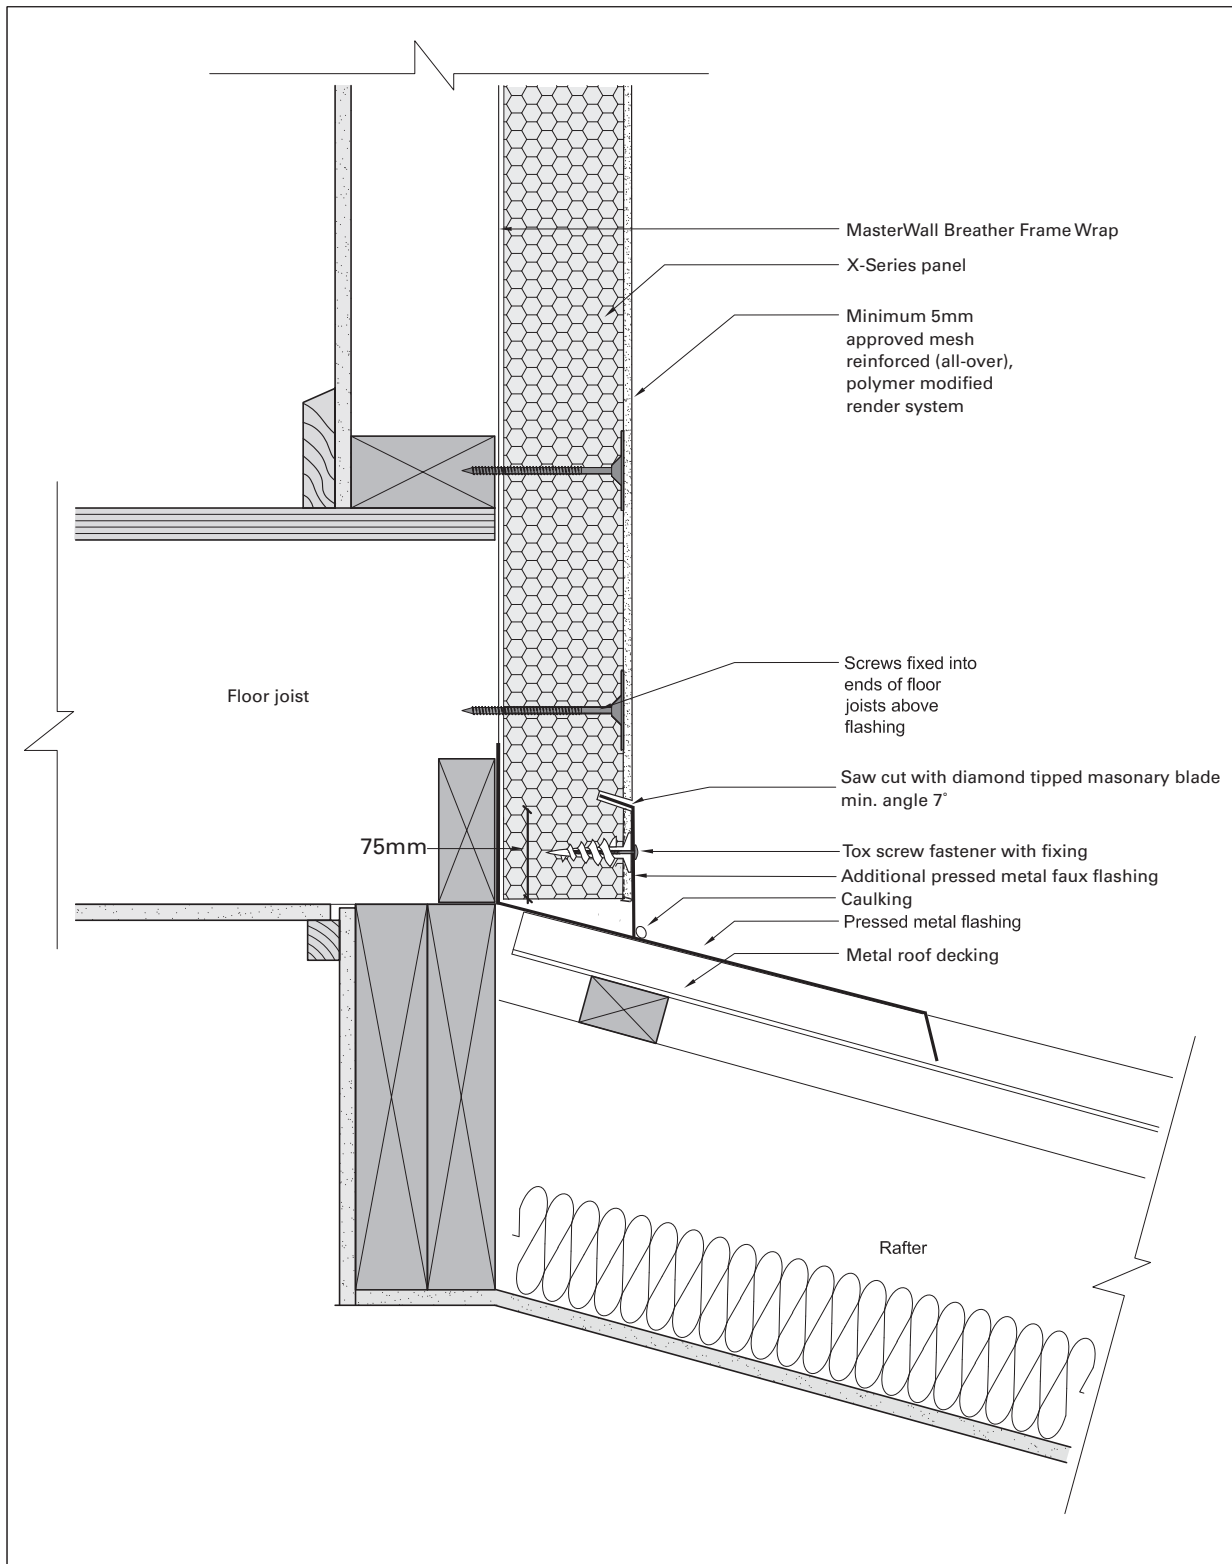 MasterWall Breather Frame Wrap
X-Series panel
Minimum 5mm
approved mesh
reinforced (all-over),
polymer modified
render system
Screws fixed into
ends of floor
joists above
flashing
Floor joist
Saw cut with diamond tipped masonary blade
min. angle 7°
75mm
Tox screw fastener with fixing
Additional pressed metal faux flashing
Caulking
Pressed metal flashing
Metal roof decking
Rafter